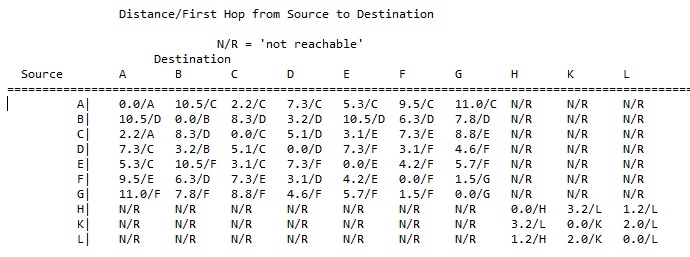 Distance/First Hop from Source to Destination
N/R = 'not reachable'
Destination
Source A B C D E F G H K L
================================================================================
A| 0.0/A 10.5/C 2.2/C 7.3/C 5.3/C 9.5/C 11.0/C N/R N/R N/R
B| 10.5/D 0.0/B 8.3/D 3.2/D 10.5/D 6.3/D 7.8/D N/R N/R N/R
C| 2.2/A 8.3/D 0.0/C 5.1/D 3.1/E 7.3/E 8.8/E N/R N/R N/R
D| 7.3/C 3.2/B 5.1/C 0.0/D 7.3/F 3.1/F 4.6/F N/R N/R N/R
E| 5.3/C 10.5/F 3.1/C 7.3/F 0.0/E 4.2/F 5.7/F N/R N/R N/R
F| 9.5/E 6.3/D 7.3/E 3.1/D 4.2/E 0.0/F 1.5/G N/R N/R N/R
G| 11.0/F 7.8/F 8.8/F 4.6/F 5.7/F 1.5/F 0.0/G N/R N/R N/R
H| N/R N/R N/R N/R N/R N/R N/R 0.0/H 3.2/L 1.2/L
K| N/R N/R N/R N/R N/R N/R N/R 3.2/L 0.0/K 2.0/L
L| N/R N/R N/R N/R N/R N/R N/R 1.2/H 2.0/K 0.0/L